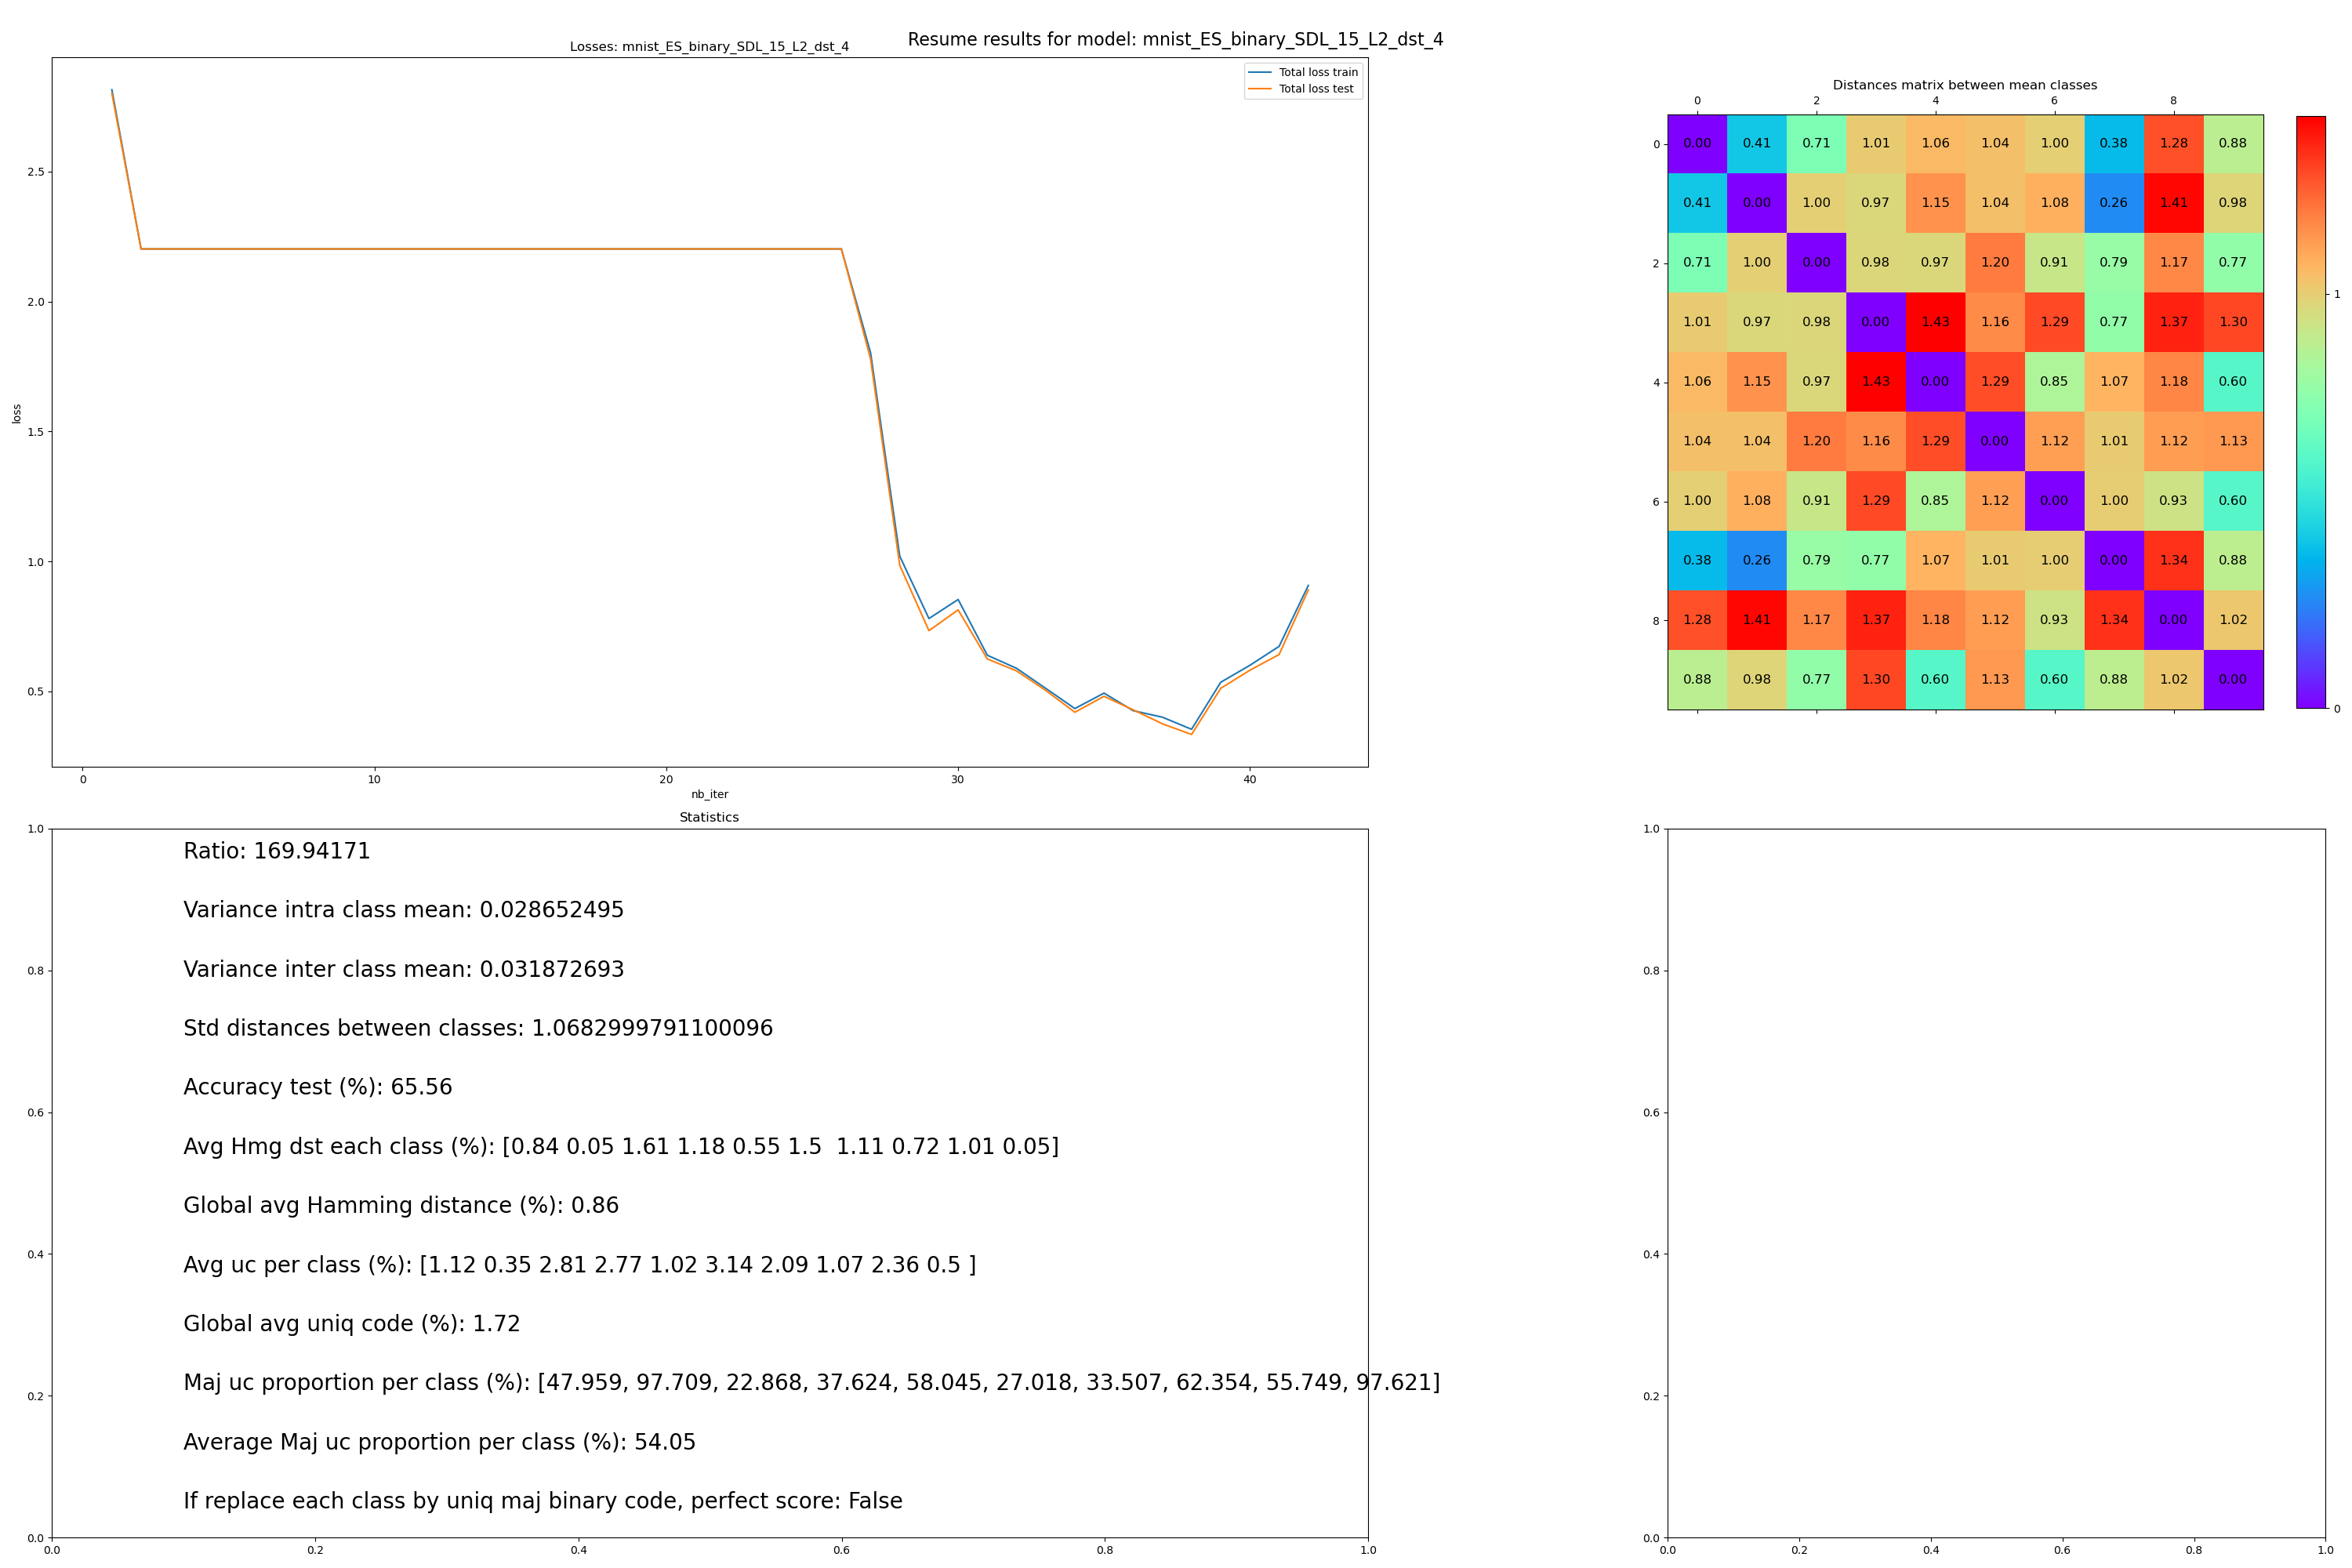 Resume results for model: mnist_ES_binary_SDL_15_L2_dst_4
Losses: mnist_ES_binary_SDL_15_L2_dst_4
Total loss train
Total loss test
2.5
2.0
1.5
1.0
0.5
loss
0 10 20 30 40
nb_iter
Distances matrix between mean classes
0 2 4 6 8
0 0.00 0.41 0.71 1.01 1.06 1.04 1.00 0.38 1.28 0.88
0.41 0.00 1.00 0.97 1.15 1.04 1.08 0.26 1.41 0.98
2 0.71 1.00 0.00 0.98 0.97 1.20 0.91 0.79 1.17 0.77
1.01 0.97 0.98 0.00 1.43 1.16 1.29 0.77 1.37 1.30
4 1.06 1.15 0.97 1.43 0.00 1.29 0.85 1.07 1.18 0.60
1.04 1.04 1.20 1.16 1.29 0.00 1.12 1.01 1.12 1.13
6 1.00 1.08 0.91 1.29 0.85 1.12 0.00 1.00 0.93 0.60
0.38 0.26 0.79 0.77 1.07 1.01 1.00 0.00 1.34 0.88
8 1.28 1.41 1.17 1.37 1.18 1.12 0.93 1.34 0.00 1.02
0.88 0.98 0.77 1.30 0.60 1.13 0.60 0.88 1.02 0.00
1
0
Statistics
Ratio: 169.94171
Variance intra class mean: 0.028652495
Variance inter class mean: 0.031872693
Std distances between classes: 1.0682999791100096
Accuracy test (%): 65.56
Avg Hmg dst each class (%): [0.84 0.05 1.61 1.18 0.55 1.5  1.11 0.72 1.01 0.05]
Global avg Hamming distance (%): 0.86
Avg uc per class (%): [1.12 0.35 2.81 2.77 1.02 3.14 2.09 1.07 2.36 0.5 ]
Global avg uniq code (%): 1.72
Maj uc proportion per class (%): [47.959, 97.709, 22.868, 37.624, 58.045, 27.018, 33.507, 62.354, 55.749, 97.621]
Average Maj uc proportion per class (%): 54.05
If replace each class by uniq maj binary code, perfect score: False
1.0
0.8
0.6
0.4
0.2
0.0
0.0 0.2 0.4 0.6 0.8 1.0
1.0
0.8
0.6
0.4
0.2
0.0
0.0 0.2 0.4 0.6 0.8 1.0